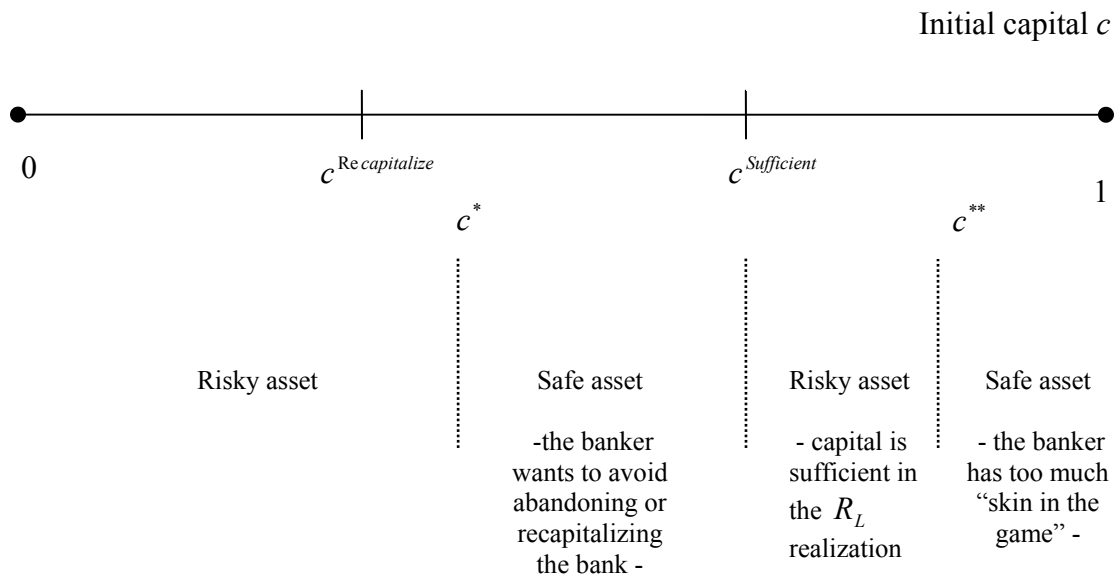 Initial capital c
0
c^Recapitalize
c^Sufficient
1
c^*
c^**
Risky asset
Safe asset
Risky asset
Safe asset
-the banker
wants to avoid
abandoning or
recapitalizing
the bank -
- capital is
sufficient in
the R_L
realization
- the banker
has too much
“skin in the
game” -